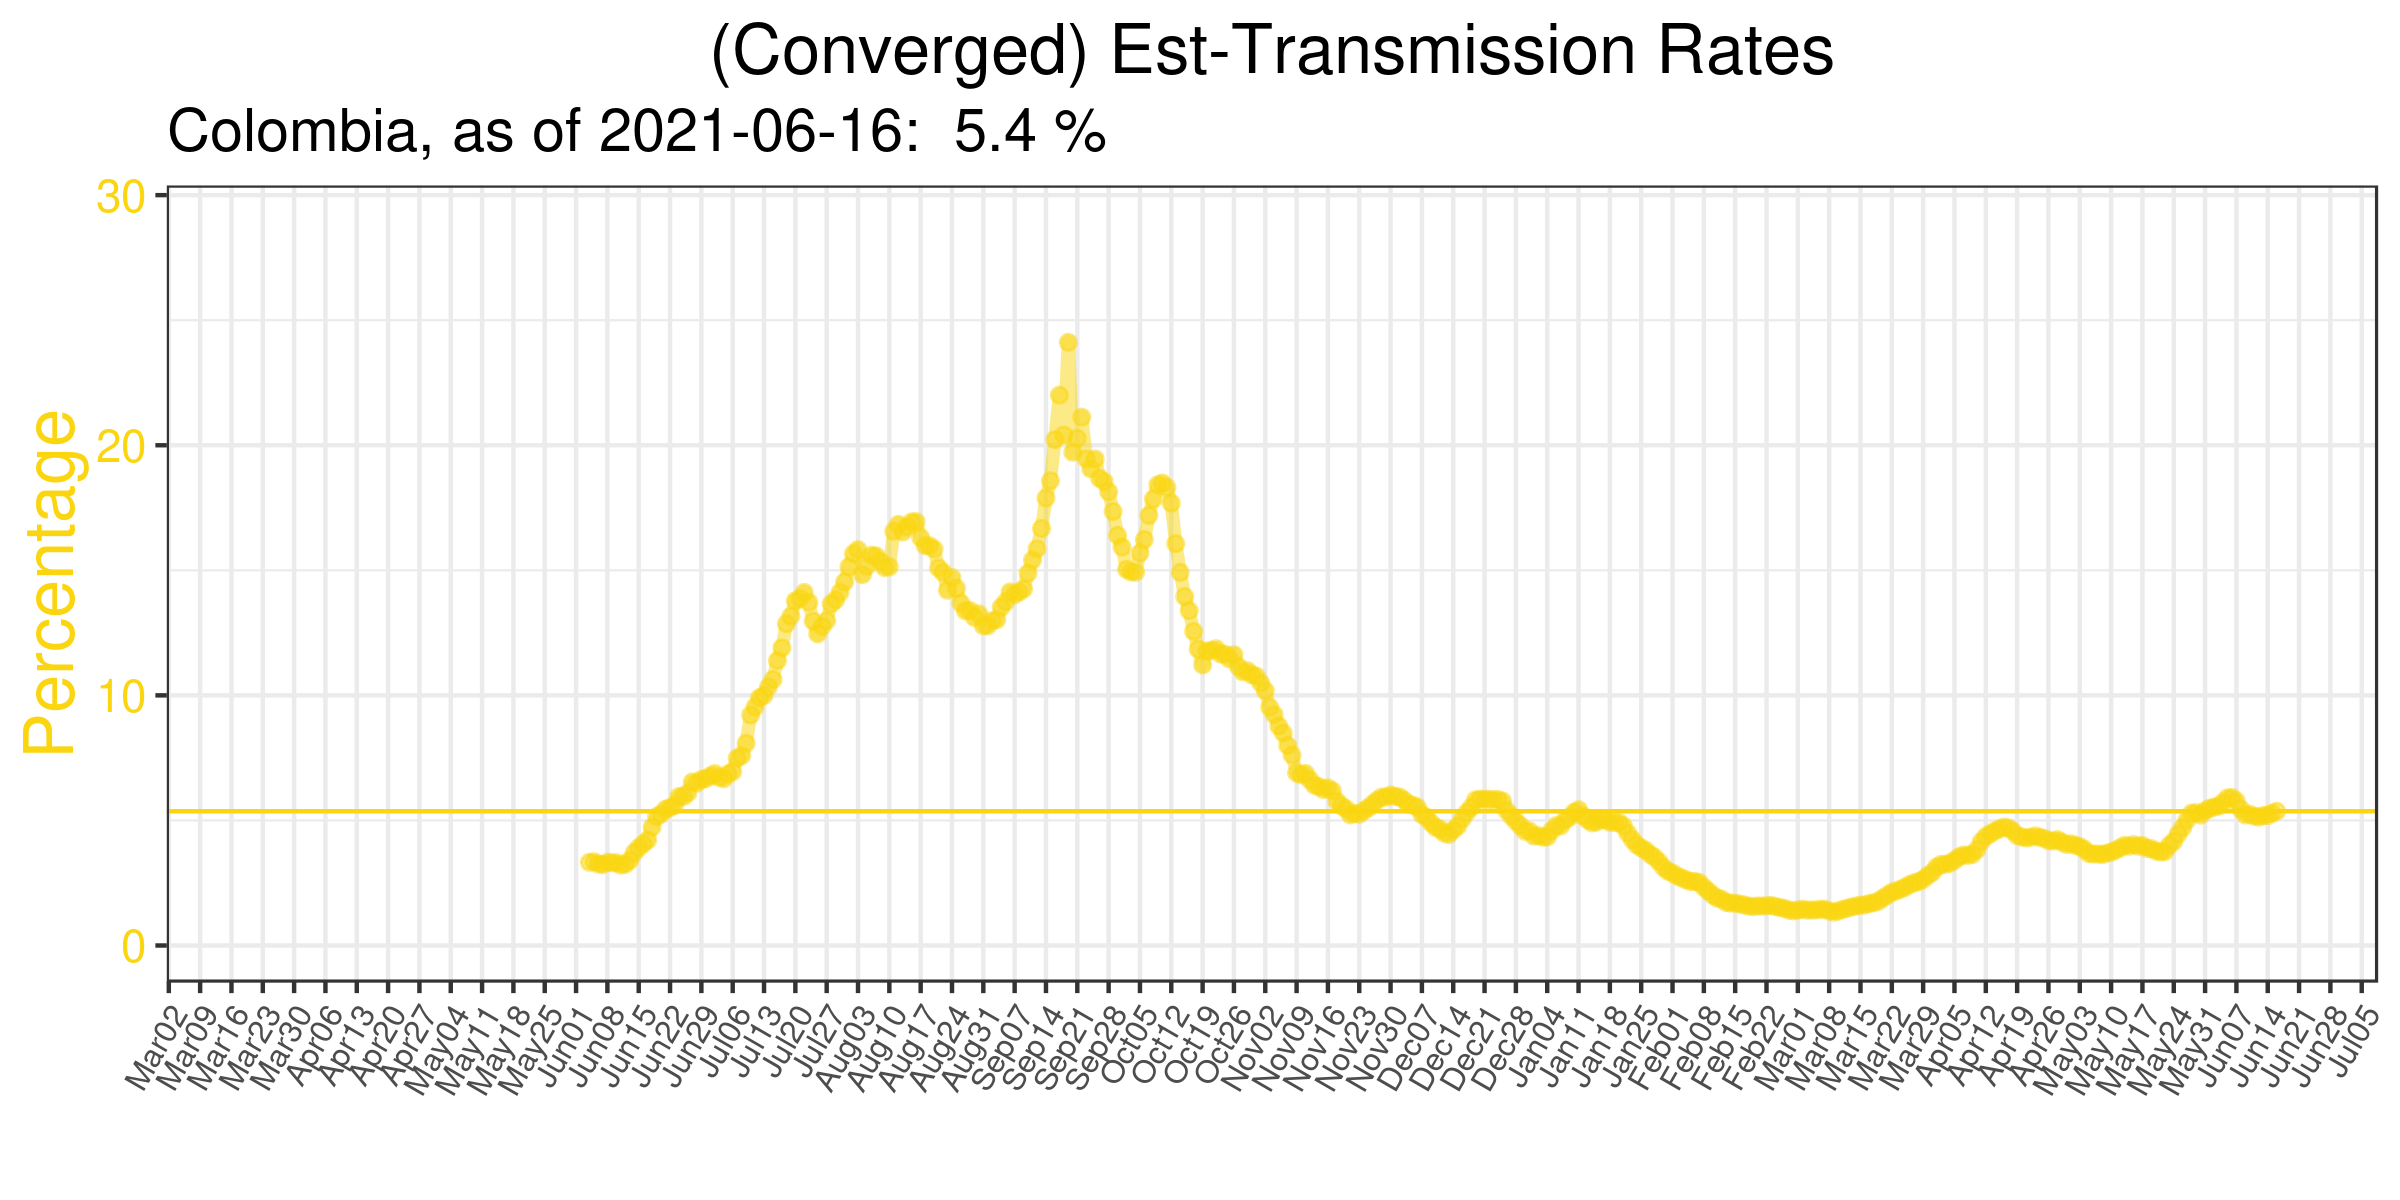 (Converged) Est-Transmission Rates
Colombia, as of 2021-06-16:  5.4 %
Percentage
30
20
10
0
Mar02
Mar09
Mar16
Mar23
Mar30
Apr06
Apr13
Apr20
Apr27
May04
May11
May18
May25
Jun01
Jun08
Jun15
Jun22
Jun29
Jul06
Jul13
Jul20
Jul27
Aug03
Aug10
Aug17
Aug24
Aug31
Sep07
Sep14
Sep21
Sep28
Oct05
Oct12
Oct19
Oct26
Nov02
Nov09
Nov16
Nov23
Nov30
Dec07
Dec14
Dec21
Dec28
Jan04
Jan11
Jan18
Jan25
Feb01
Feb08
Feb15
Feb22
Mar01
Mar08
Mar15
Mar22
Mar29
Apr05
Apr12
Apr19
Apr26
May03
May10
May17
May24
May31
Jun07
Jun14
Jun21
Jun28
Jul05